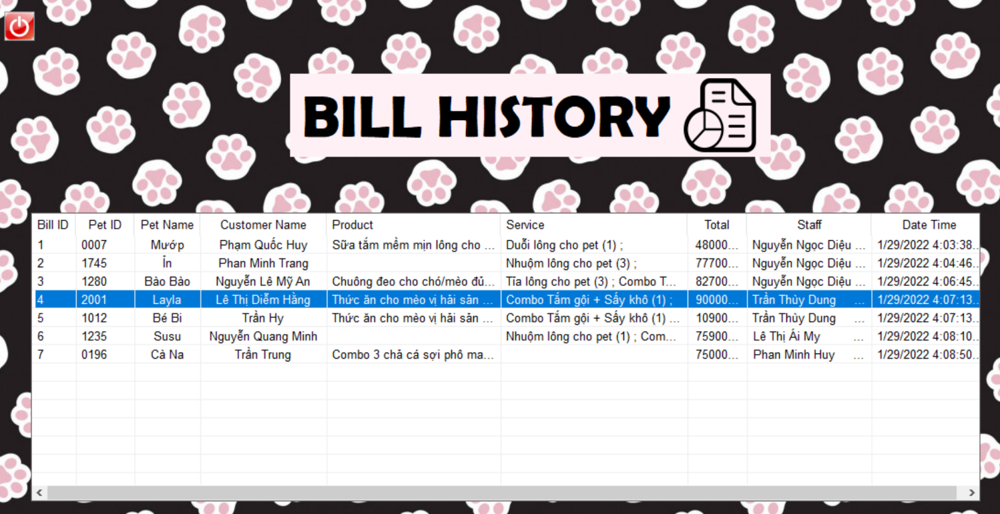 BILL HISTORY
Bill ID Pet ID Pet Name Customer Name Product Service Total Staff Date Time
1 0007 Mướp Phạm Quốc Huy Sữa tắm mềm mịn lông cho ... Duỗi lông cho pet (1) ; 48000... Nguyễn Ngọc Diệu ... 1/29/2022 4:03:38...
2 1745 Ỉn Phan Minh Trang Nhuộm lông cho pet (3) ; 77700... Nguyễn Ngọc Diệu ... 1/29/2022 4:04:46...
3 1280 Bào Bào Nguyễn Lê Mỹ An Chuông đeo cho chó/mèo đủ... Tỉa lông cho pet (3) ; Combo T... 82700... Nguyễn Ngọc Diệu ... 1/29/2022 4:06:45...
4 2001 Layla Lê Thị Diễm Hằng Thức ăn cho mèo vị hải sản ... Combo Tắm gội + Sấy khô (1) ; 90000... Trần Thùy Dung ... 1/29/2022 4:07:13...
5 1012 Bé Bi Trần Hy Thức ăn cho mèo vị hải sản ... Combo Tắm gội + Sấy khô (1) ... 10900... Trần Thùy Dung ... 1/29/2022 4:07:13...
6 1235 Susu Nguyễn Quang Minh Nhuộm lông cho pet (1) ; Com... 75900... Lê Thị Ái My ... 1/29/2022 4:08:10...
7 0196 Cà Na Trần Trung Combo 3 chả cá sợi phô ma... 75000... Phan Minh Huy ... 1/29/2022 4:08:50...